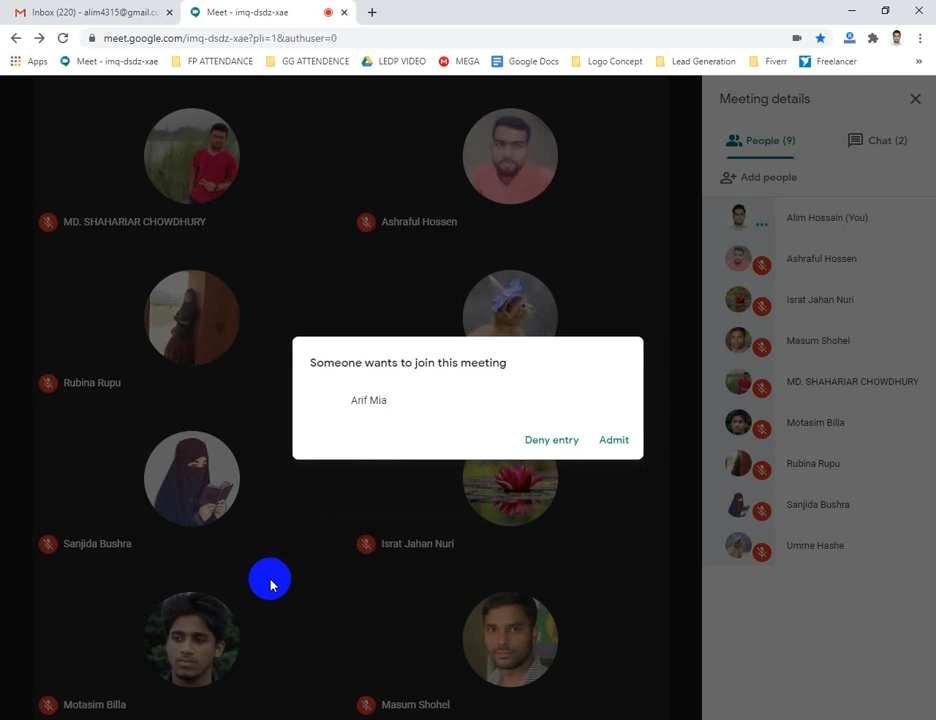 Inbox (220) - alim4315@gmail.cc
Meet - imq-dsdz-xae
meet.google.com/imq-dsdz-xae?pli=1&authuser=0
Apps
Meet - imq-dsdz-xae
FP ATTENDANCE
GG ATTENDENCE
LEDP VIDEO
MEGA
Google Docs
Logo Concept
Lead Generation
Fiverr
Freelancer
»
Meeting details
People (9)
Chat (2)
Add people
Alim Hossain (You)
Ashraful Hossen
Israt Jahan Nuri
Masum Shohel
MD. SHAHARIAR CHOWDHURY
Motasim Billa
Rubina Rupu
Sanjida Bushra
Umme Hashe
MD. SHAHARIAR CHOWDHURY
Ashraful Hossen
Rubina Rupu
Someone wants to join this meeting
Arif Mia
Deny entry
Admit
Sanjida Bushra
Israt Jahan Nuri
Motasim Billa
Masum Shohel